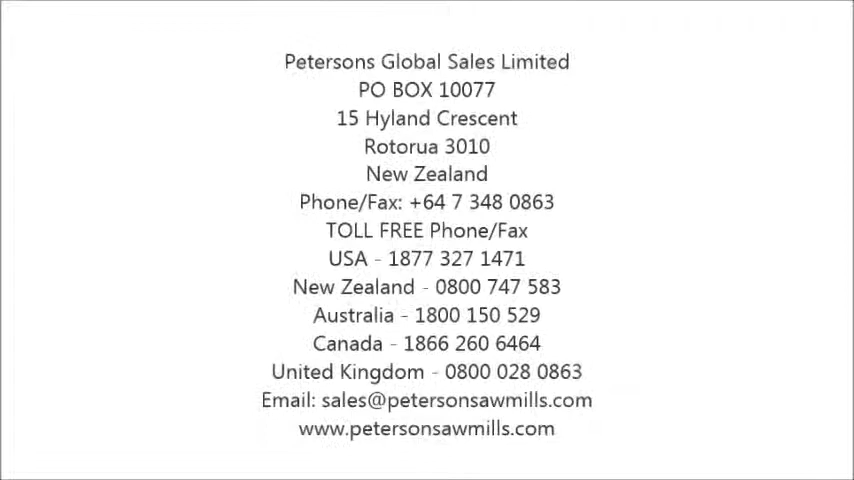 Petersons Global Sales Limited
PO BOX 10077
15 Hyland Crescent
Rotorua 3010
New Zealand
Phone/Fax: +64 7 348 0863
TOLL FREE Phone/Fax
USA - 1877 327 1471
New Zealand - 0800 747 583
Australia - 1800 150 529
Canada - 1866 260 6464
United Kingdom - 0800 028 0863
Email: sales@petersonsawmills.com
www.petersonsawmills.com